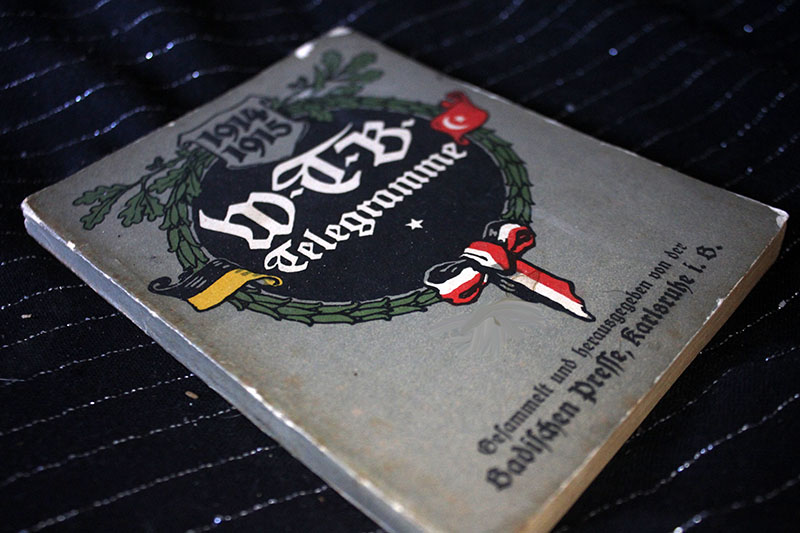 1914
1915
W·T·B·
Telegramme
Gesammelt und herausgegeben von der
Badischen Presse, Karlsruhe i. B.